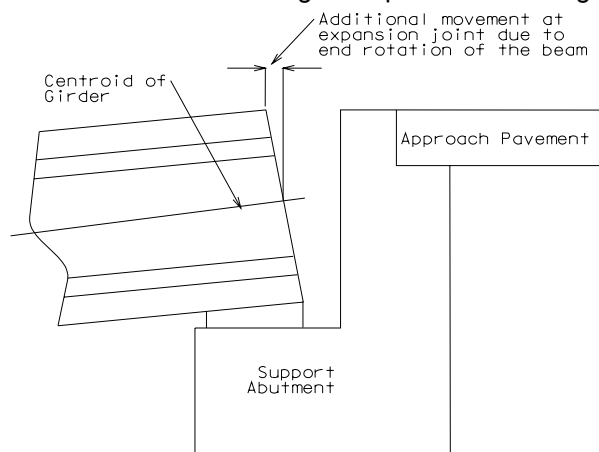 Additional movement at
expansion joint due to
end rotation of the beam
Centroid of
Girder
Approach Pavement
Support
Abutment